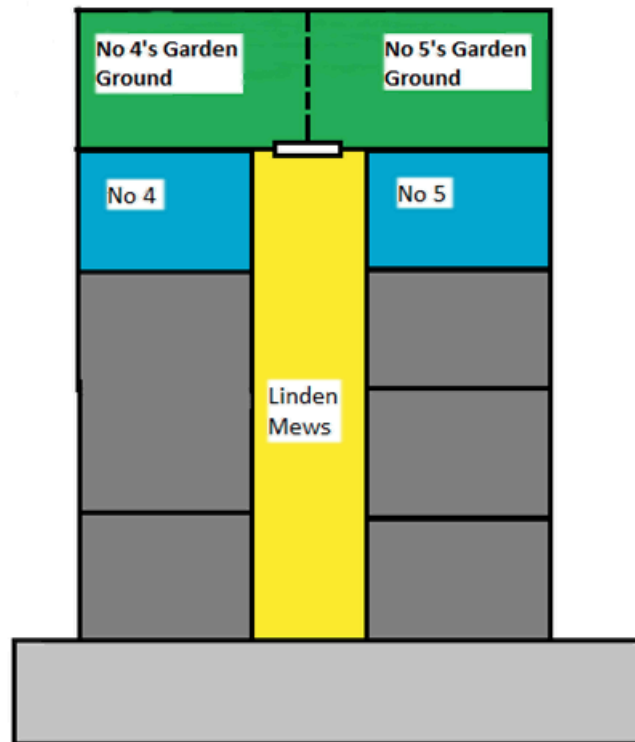 No 4's Garden
Ground
No 5's Garden
Ground
No 4
No 5
Linden
Mews